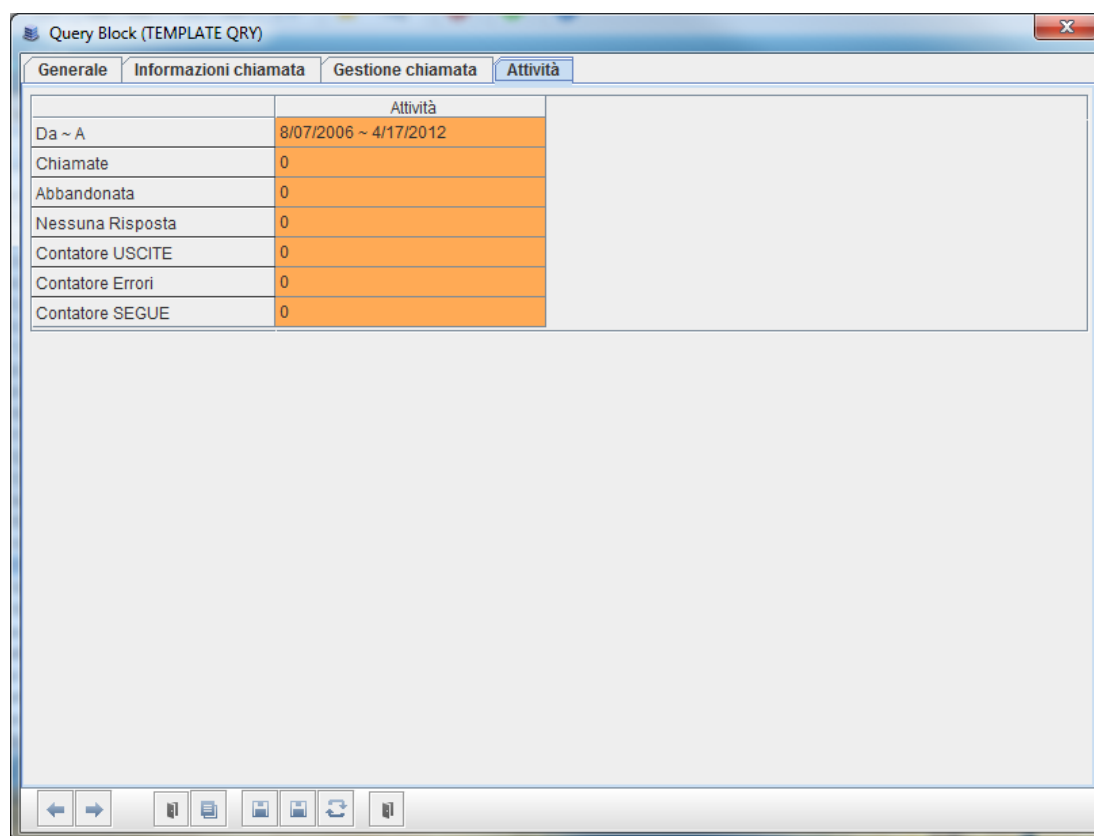 Query Block (TEMPLATE QRY)
Generale Informazioni chiamata Gestione chiamata Attività
Attività
Da ~ A 8/07/2006 ~ 4/17/2012
Chiamate 0
Abbandonata 0
Nessuna Risposta 0
Contatore USCITE 0
Contatore Errori 0
Contatore SEGUE 0